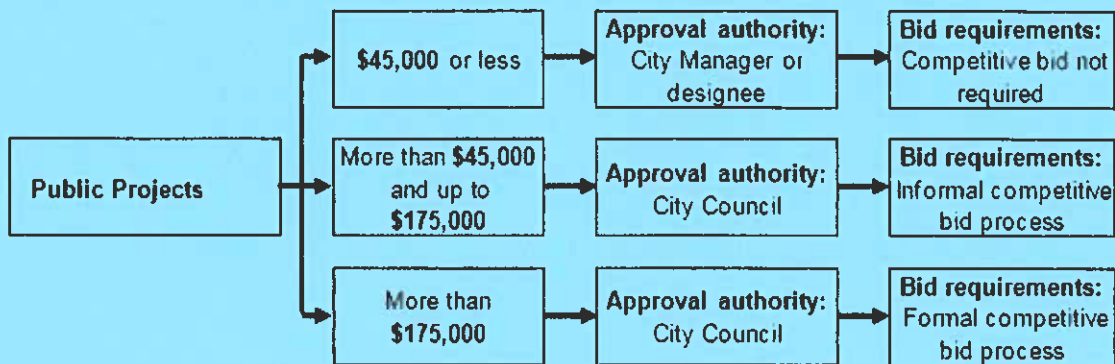 Public Projects
$45,000 or less
Approval authority:
City Manager or
designee
Bid requirements:
Competitive bid not
required
More than $45,000
and up to
$175,000
Approval authority:
City Council
Bid requirements:
Informal competitive
bid process
More than
$175,000
Approval authority:
City Council
Bid requirements:
Formal competitive
bid process